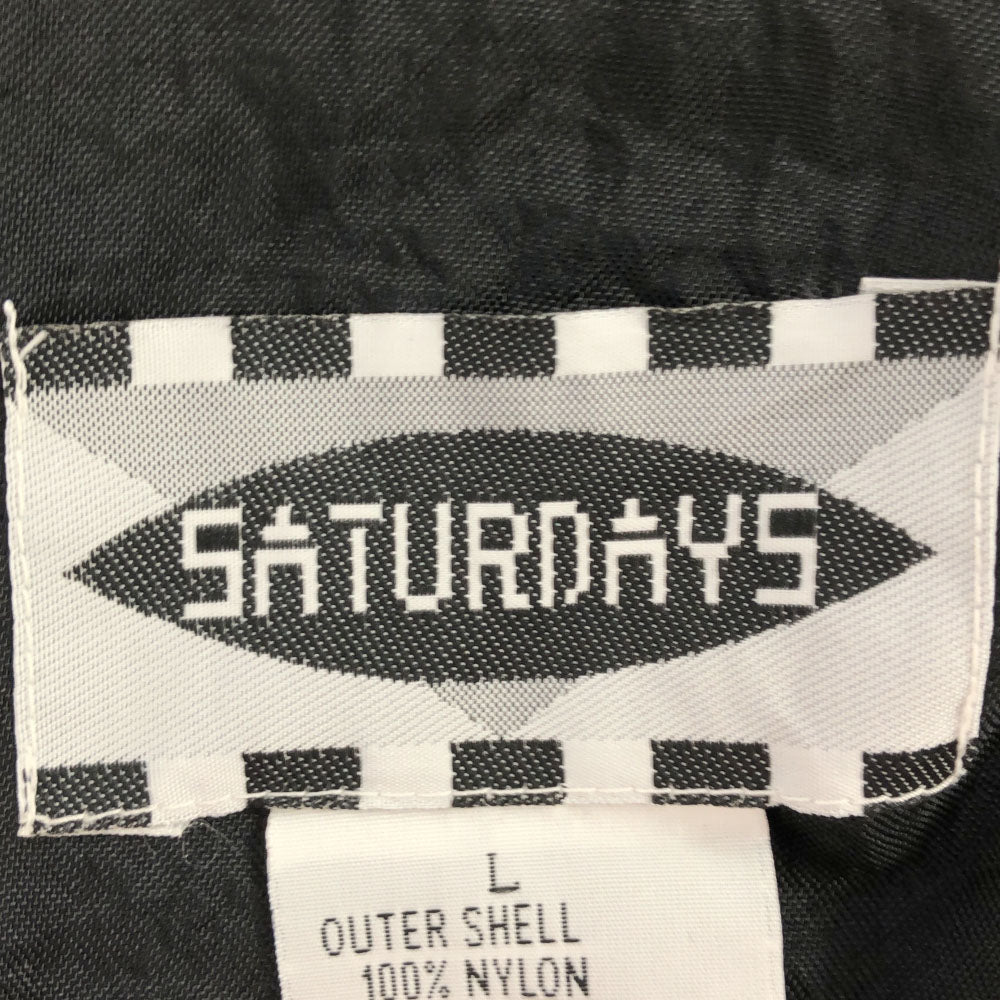 SATURDAYS
L
OUTER SHELL
100% NYLON